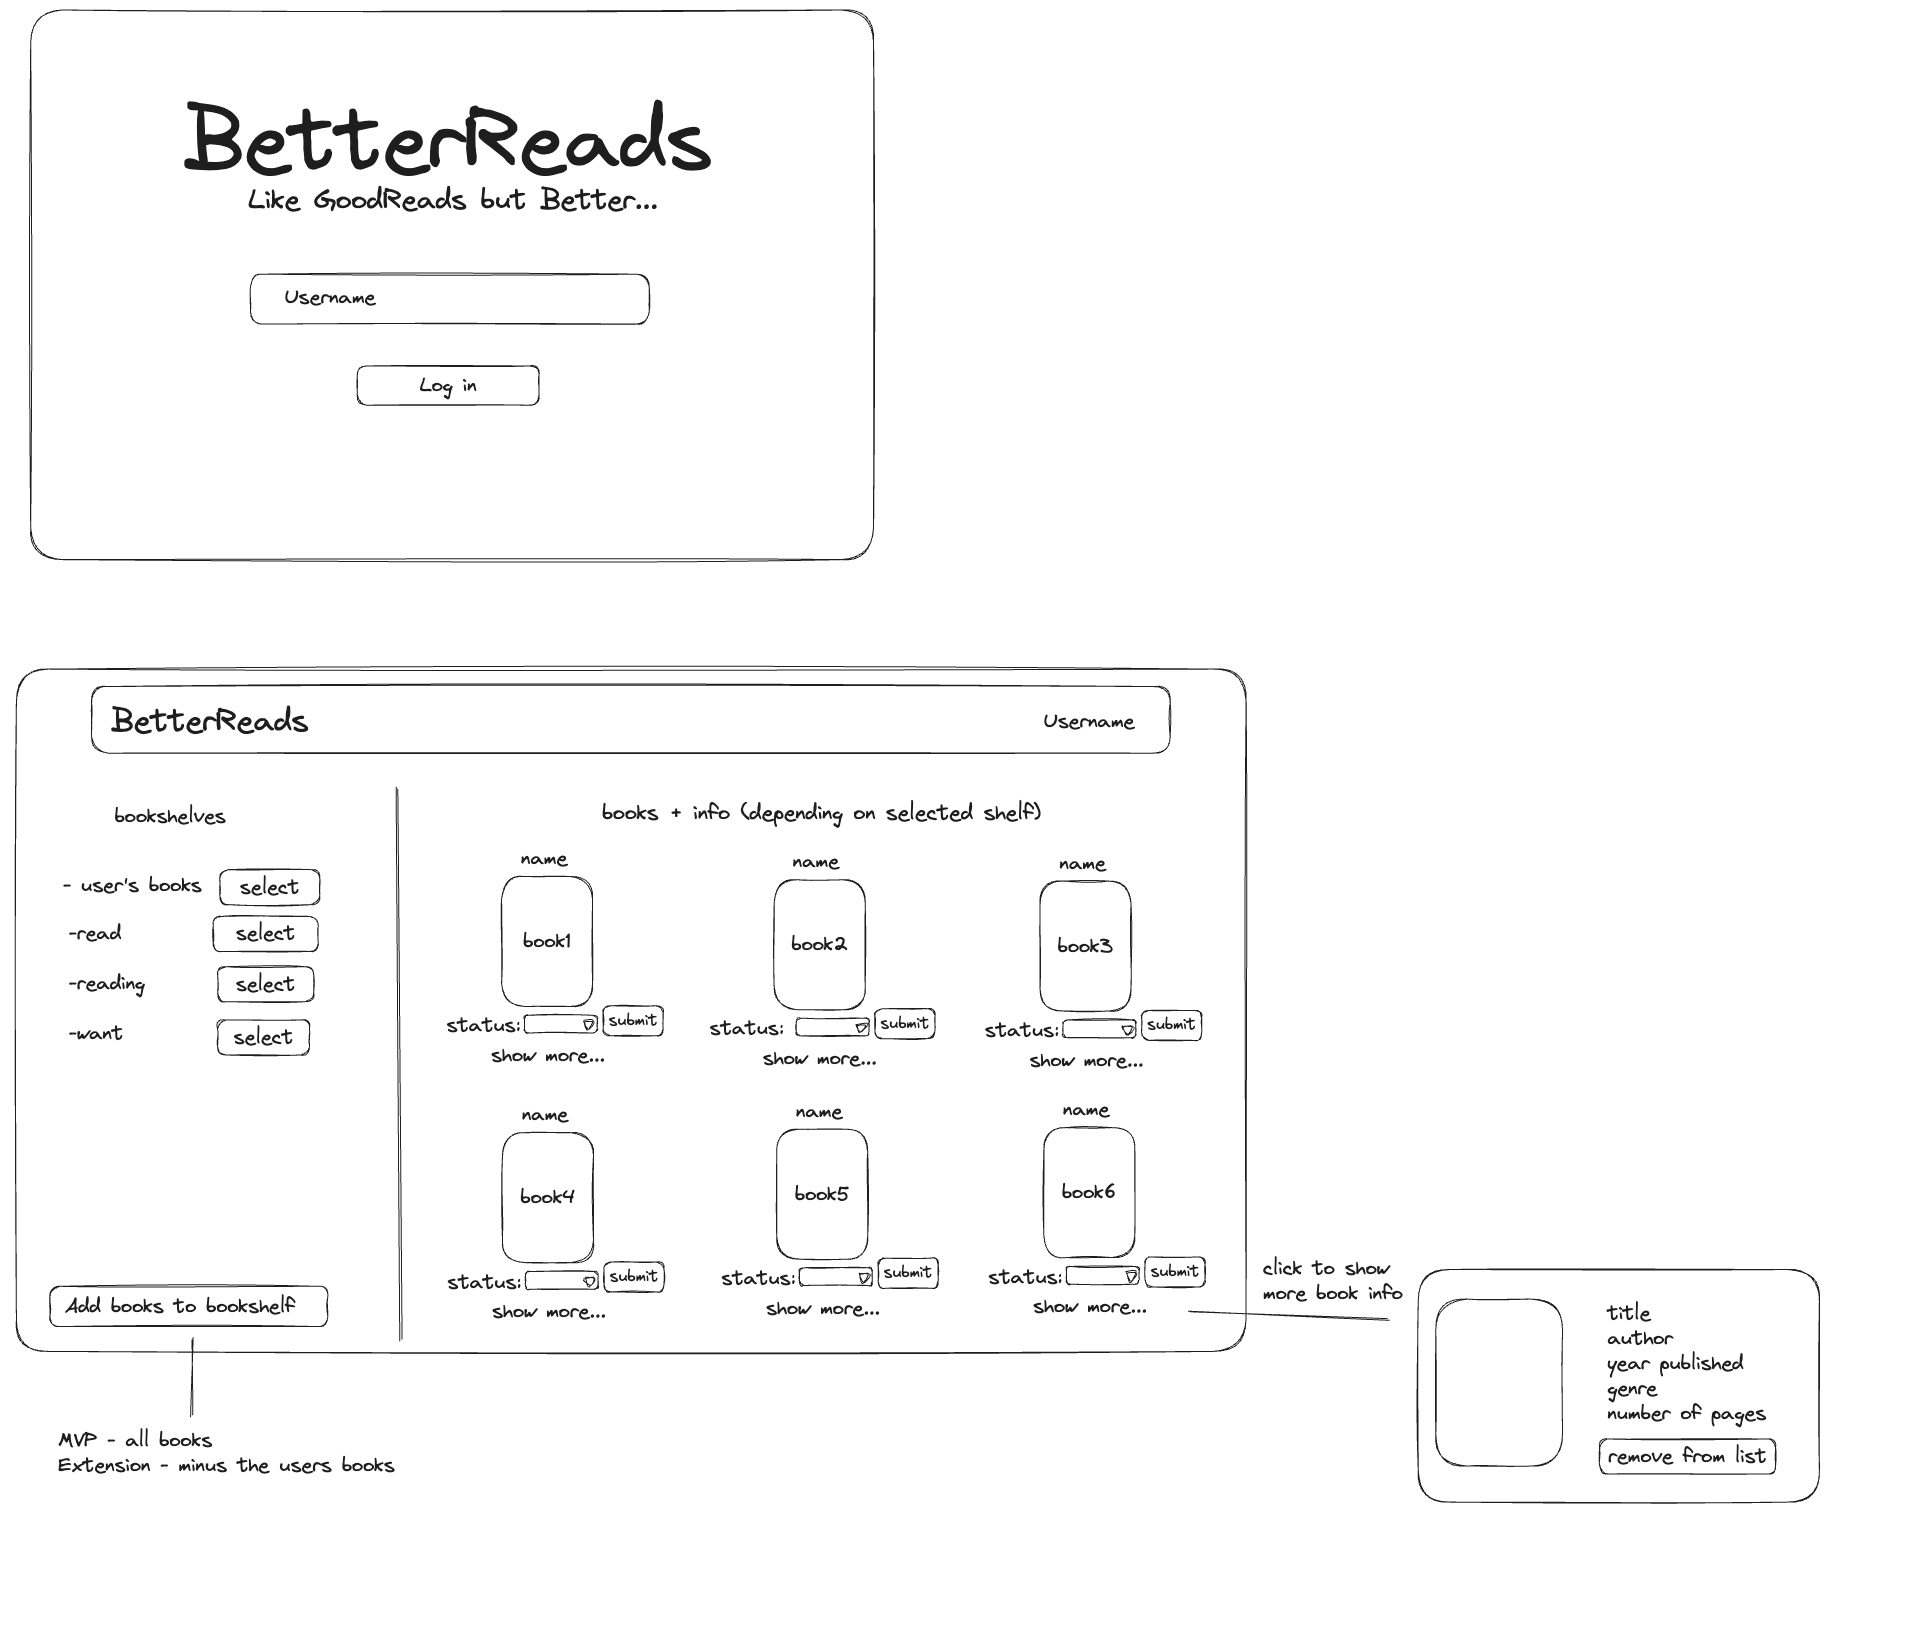 BetterReads
Like GoodReads but Better...
Username
Log in
BetterReads
Username
bookshelves
- user's books select
-read select
-reading select
-want select
Add books to bookshelf
MVP - all books
Extension - minus the users books
books + info (depending on selected shelf)
name name name
book1 book2 book3
status: submit status: submit status: submit
show more... show more... show more...
name name name
book4 book5 book6
status: submit status: submit status: submit
show more... show more... show more...
click to show
more book info
title
author
year published
genre
number of pages
remove from list